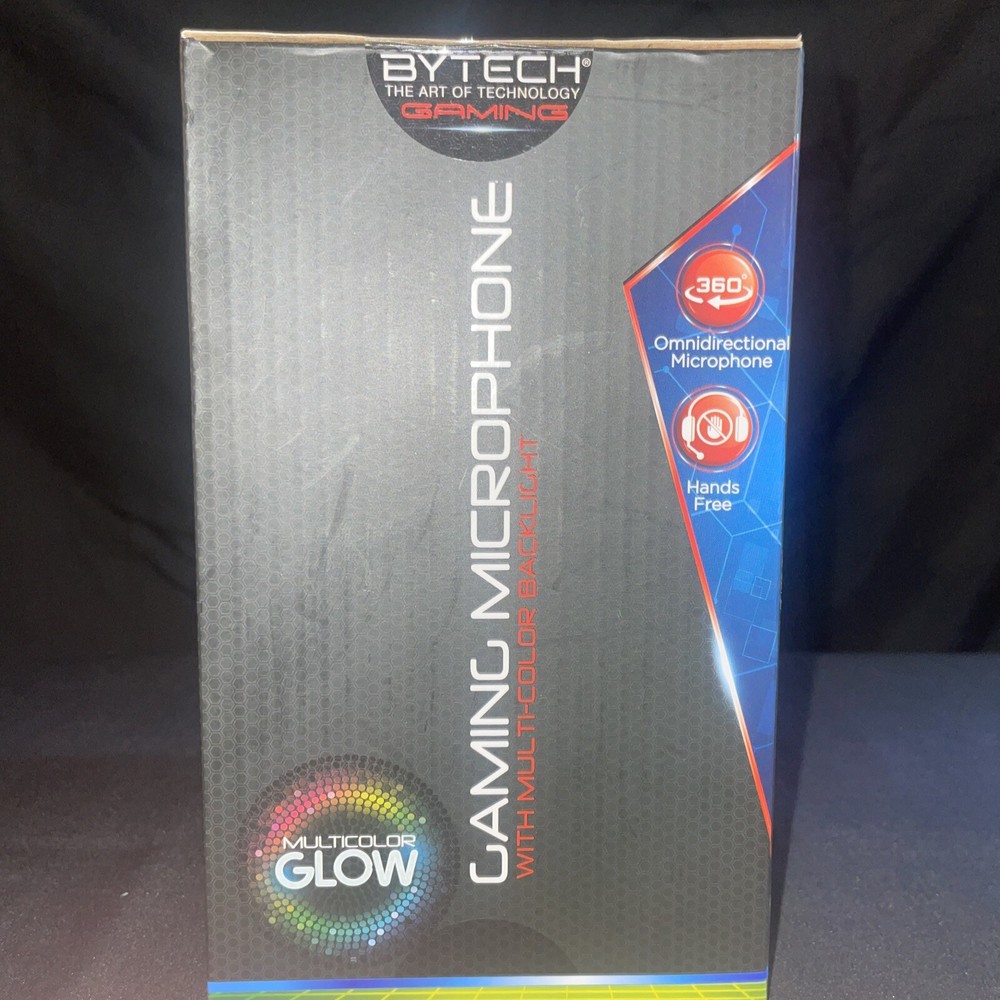 BYTECH®
THE ART OF TECHNOLOGY
GAMING
GAMING MICROPHONE
WITH MULTI-COLOR BACKLIGHT
360°
Omnidirectional
Microphone
Hands
Free
MULTICOLOR
GLOW